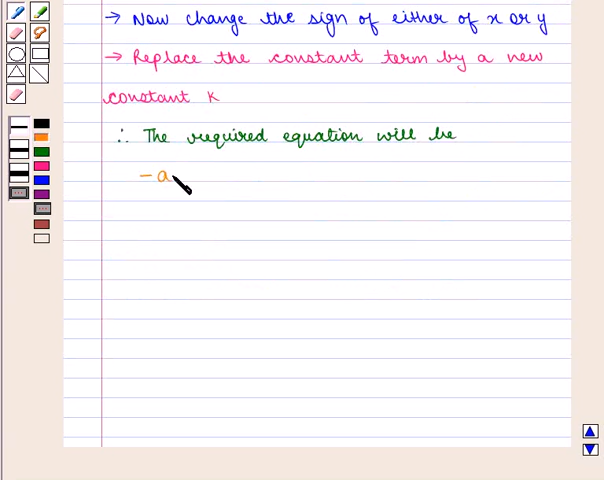 → Now change the sign of either of x or y
→ Replace the constant term by a new
constant K
∴ The required equation will be
- a